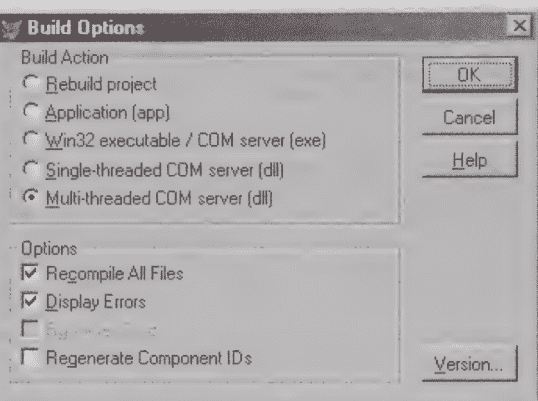 Build Options
Build Action
Rebuild project
Application (app)
Win32 executable / COM server (exe)
Single-threaded COM server (dll)
Multi-threaded COM server (dll)
OK
Cancel
Help
Options
Recompile All Files
Display Errors
Regenerate Component IDs
Version...